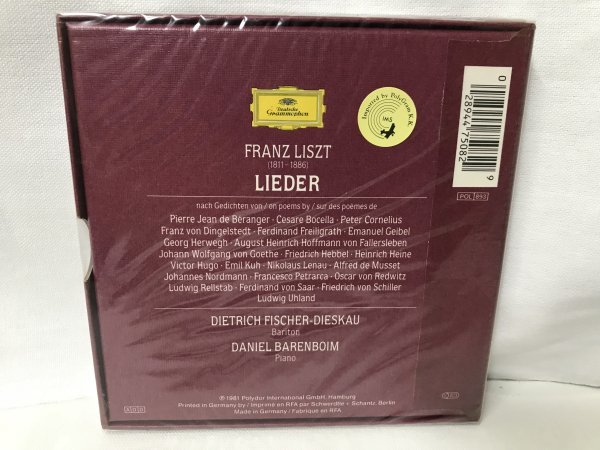 Deutsche
Grammophon
Imported by PolyGram K.K.
IMS
FRANZ LISZT
(1811-1886)
LIEDER
nach Gedichten von / on poems by / sur des poèmes de
Pierre Jean de Béranger · Cesare Bocella · Peter Cornelius
Franz von Dingelstedt · Ferdinand Freiligrath · Emanuel Geibel
Georg Herwegh · August Heinrich Hoffmann von Fallersleben
Johann Wolfgang von Goethe · Friedrich Hebbel · Heinrich Heine
Victor Hugo · Emil Kuh · Nikolaus Lenau · Alfred de Musset
Johannes Nordmann · Francesco Petrarca · Oscar von Redwitz
Ludwig Rellstab · Ferdinand von Saar · Friedrich von Schiller
Ludwig Uhland
DIETRICH FISCHER-DIESKAU
Bariton
DANIEL BARENBOIM
Piano
℗ 1981 Polydor International GmbH, Hamburg
Printed in Germany by / Imprimé en RFA par Schwerdtle + Schantz, Berlin
Made in Germany / Fabriqué en RFA
ADD
0 28944 75082 9
POL 893